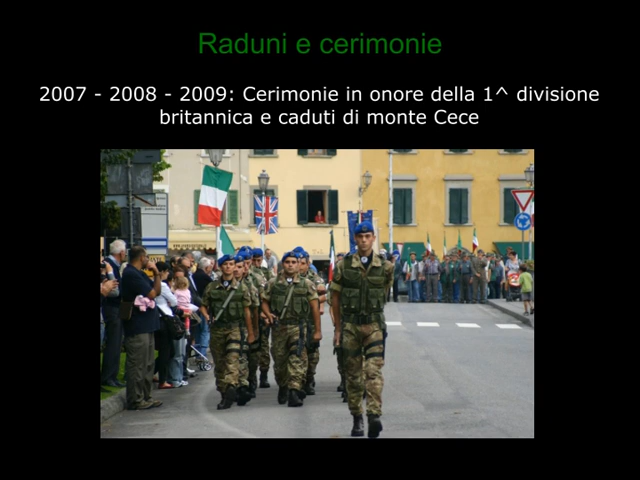 Raduni e cerimonie
2007 - 2008 - 2009: Cerimonie in onore della 1^ divisione
britannica e caduti di monte Cece